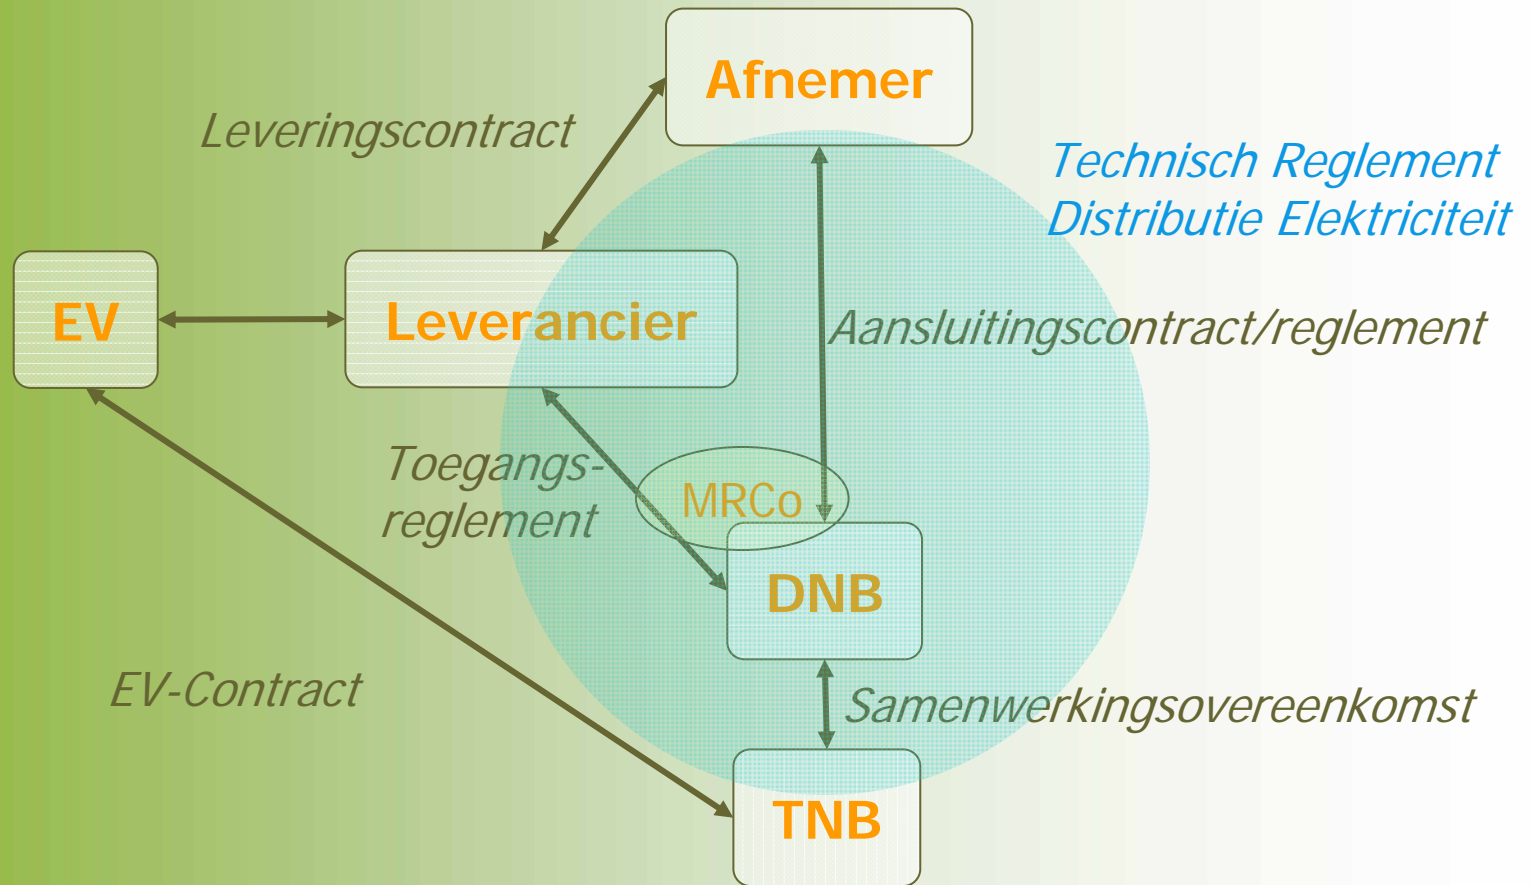 Afnemer
Leveringscontract
Technisch Reglement
Distributie Elektriciteit
EV
Leverancier
Aansluitingscontract/reglement
Toegangs-
reglement
MRCo
DNB
EV-Contract
Samenwerkingsovereenkomst
TNB